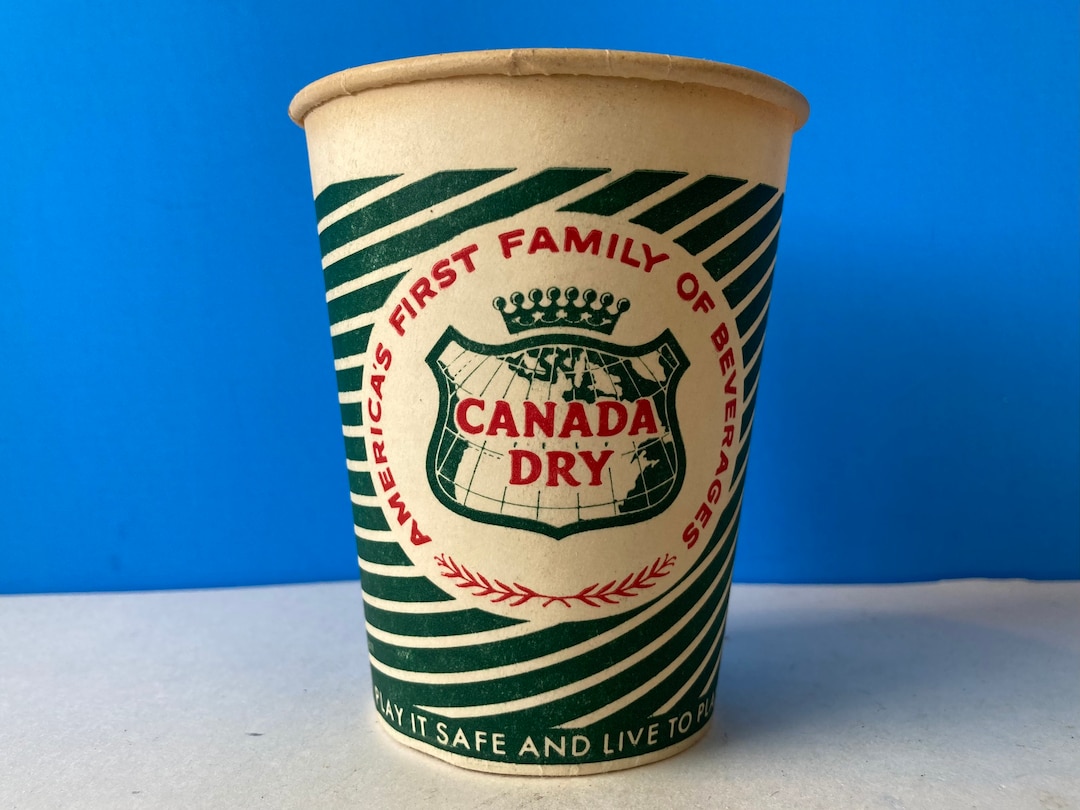 AMERICA'S FIRST FAMILY OF BEVERAGES
CANADA
DRY
PLAY IT SAFE AND LIVE TO